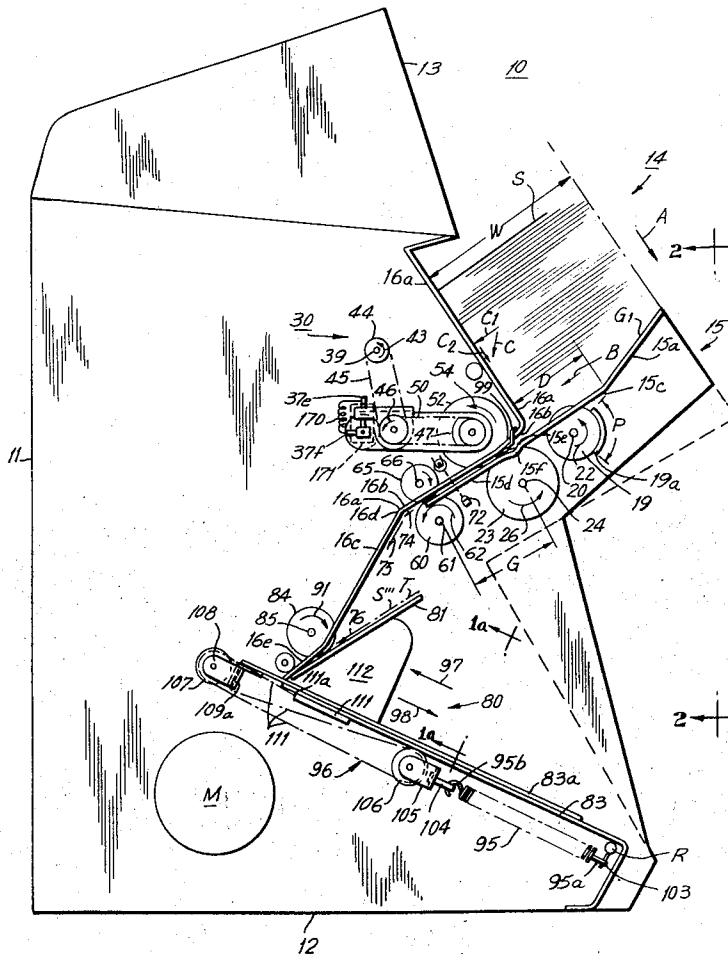 13
10
14
S
A
W
2
16a
C1
G1
15
44
30
C2
C
B
15a
43
39
54
99
D
16a
15c
37e
45
46
50
52
16b
170
15e
P
47
37f
66
15d
15f
22
19a
171
65
20
19
11
16b
a
72
23
26
24
16a
16d
60
61
62
74
16c
75
G
91
T
84
S'''
81
1a
85
76
108
16e
112
97
111a
80
2
107
109a
111
98
111
1a
95b
83a
M
96
106
105
104
95
83
R
95a
103
12